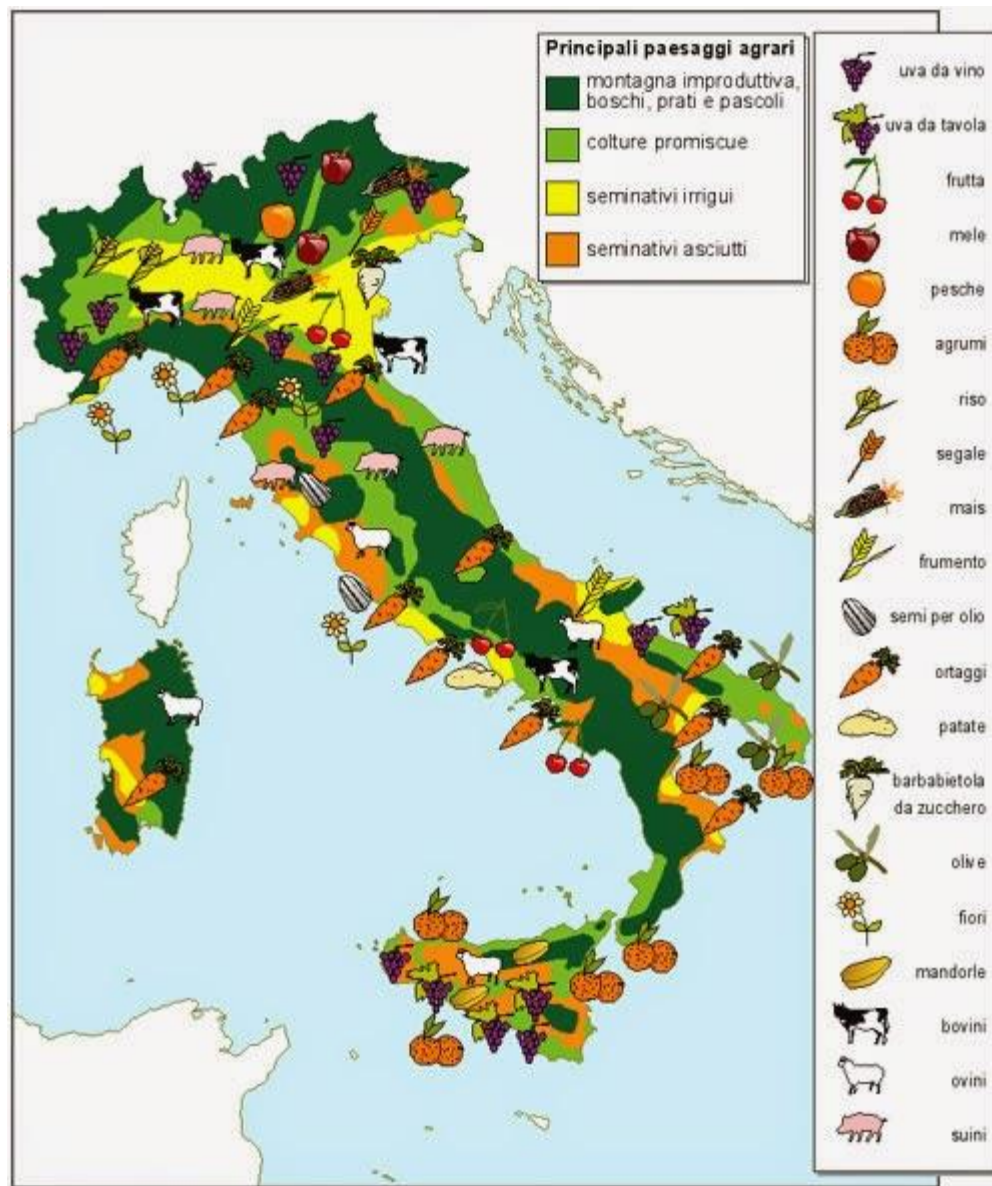 Principali paesaggi agrari
montagna improduttiva,
boschi, prati e pascoli
colture promiscue
seminativi irrigui
seminativi asciutti
uva da vino
uva da tavola
frutta
mele
pesche
agrumi
riso
segale
mais
frumento
semi per olio
ortaggi
patate
barbabietola
da zucchero
olive
fiori
mandorle
bovini
ovini
suini